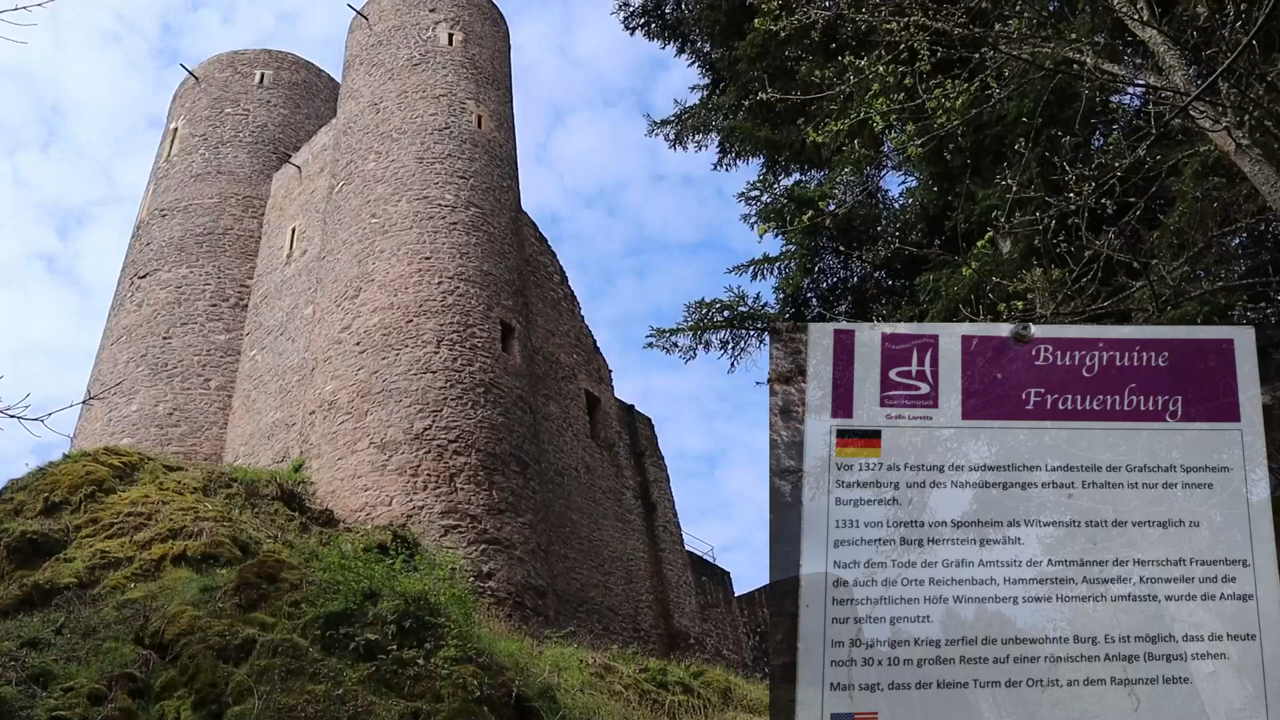 Traumschleifen
Saar-Hunsrück
Gräfin Loretta
Burgruine
Frauenburg
Vor 1327 als Festung der südwestlichen Landesteile der Grafschaft Sponheim-
Starkenburg und des Naheüberganges erbaut. Erhalten ist nur der innere
Burgbereich.
1331 von Loretta von Sponheim als Witwensitz statt der vertraglich zu
gesicherten Burg Herrstein gewählt.
Nach dem Tode der Gräfin Amtssitz der Amtmänner der Herrschaft Frauenberg,
die auch die Orte Reichenbach, Hammerstein, Ausweiler, Kronweiler und die
herrschaftlichen Höfe Winnenberg sowie Homerich umfasste, wurde die Anlage
nur selten genutzt.
Im 30-jährigen Krieg zerfiel die unbewohnte Burg. Es ist möglich, dass die heute
noch 30 x 10 m großen Reste auf einer römischen Anlage (Burgus) stehen.
Man sagt, dass der kleine Turm der Ort ist, an dem Rapunzel lebte.